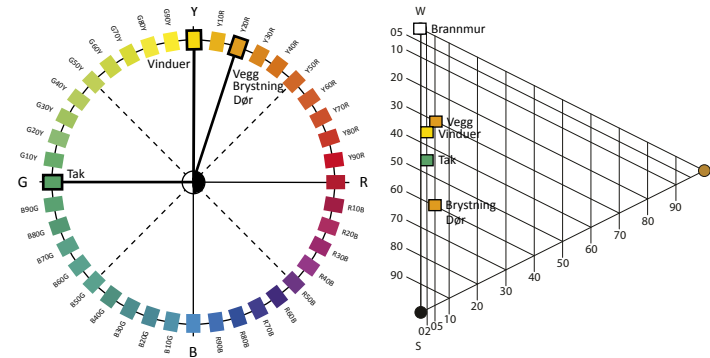 Y
G90Y
G80Y
G70Y
G60Y
G50Y
G40Y
G30Y
G20Y
G10Y
G
B90G
B80G
B70G
B60G
B50G
B40G
B30G
B20G
B10G
B
R90B
R80B
R70B
R60B
R50B
R40B
R30B
R20B
R10B
R
Y90R
Y80R
Y70R
Y60R
Y50R
Y40R
Y30R
Y20R
Y10R
Vinduer
Vegg
Brystning
Dør
Tak
W
05
10
20
30
40
50
60
70
80
90
S
02
05
10
20
30
40
50
60
70
80
90
Brannmur
Vegg
Vinduer
Tak
Brystning
Dør